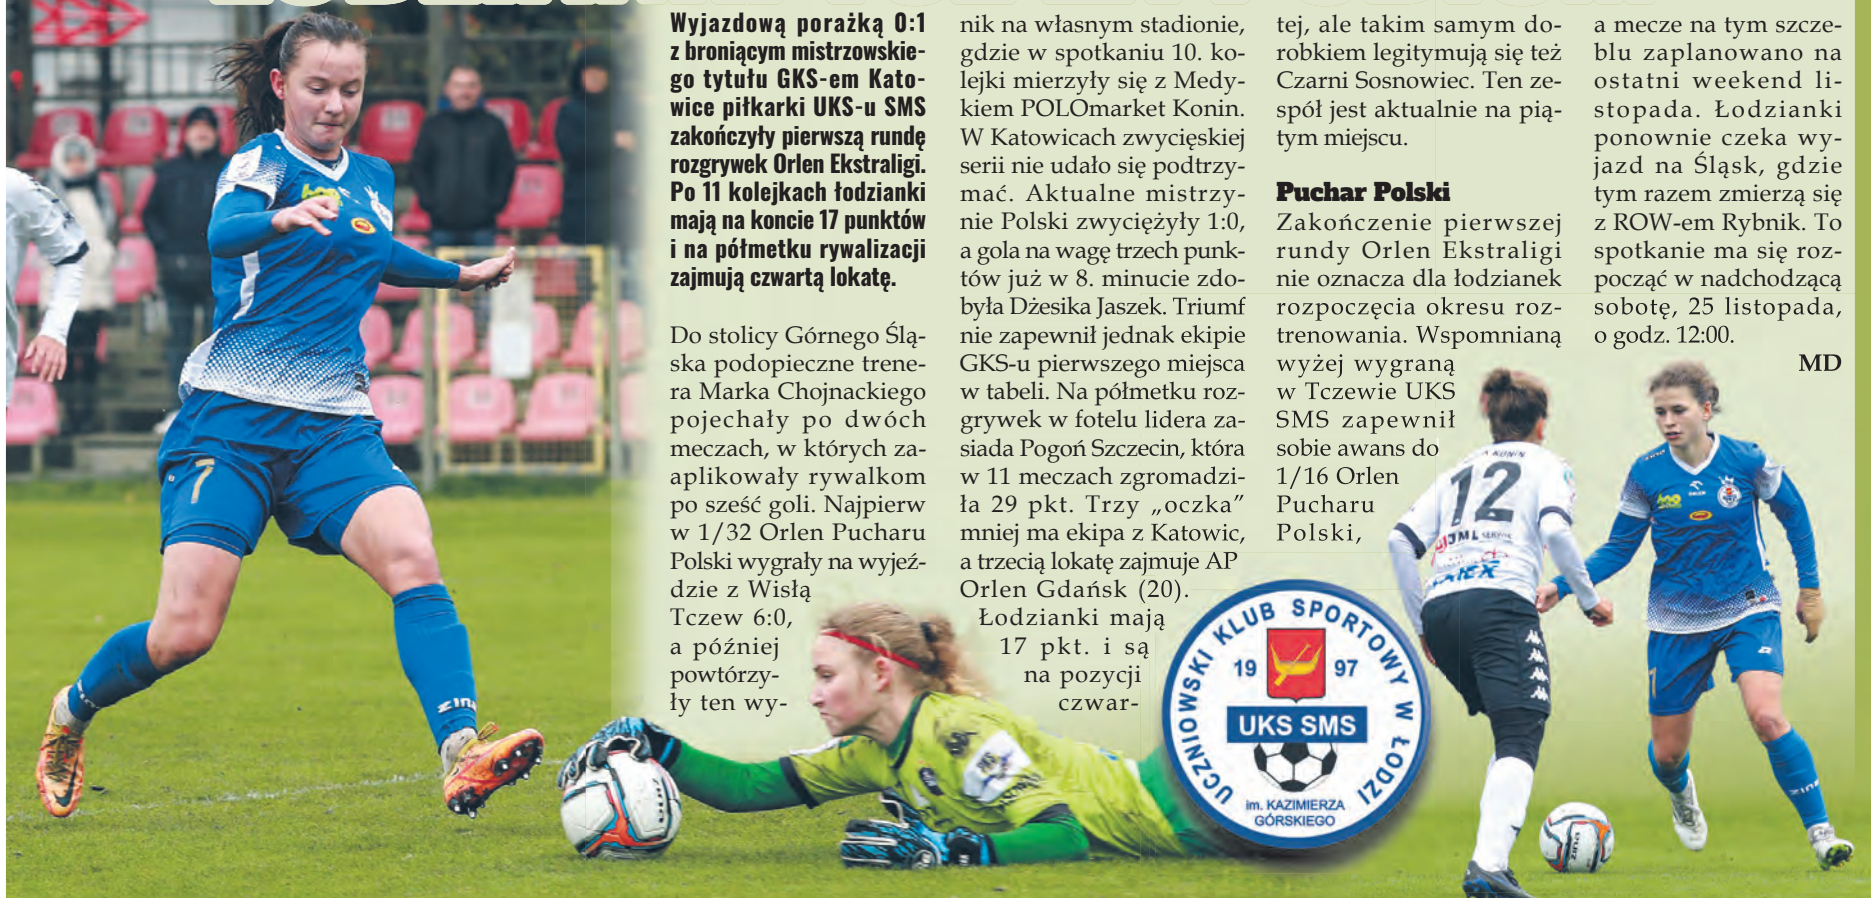 Wyjazdową porażką 0:1
z broniącym mistrzowskie-
go tytułu GKS-em Kato-
wice piłkarki UKS-u SMS
zakończyły pierwszą rundę
rozgrywek Orlen Ekstraligi.
Po 11 kolejkach łodzianki
mają na koncie 17 punktów
i na półmetku rywalizacji
zajmują czwartą lokatę.
Do stolicy Górnego Ślą-
ska podopieczne trene-
ra Marka Chojnackiego
pojechały po dwóch
meczach, w których za-
aplikowały rywalkom
po sześć goli. Najpierw
w 1/32 Orlen Pucharu
Polski wygrały na wyjeź-
dzie z Wisłą
Tczew 6:0,
a później
powtórzy-
ły ten wy-
nik na własnym stadionie,
gdzie w spotkaniu 10. ko-
lejki mierzyły się z Medy-
kiem POLOmarket Konin.
W Katowicach zwycięskiej
serii nie udało się podtrzy-
mać. Aktualne mistrzy-
nie Polski zwyciężyły 1:0,
a gola na wagę trzech punk-
tów już w 8. minucie zdo-
była Dżesika Jaszek. Triumf
nie zapewnił jednak ekipie
GKS-u pierwszego miejsca
w tabeli. Na półmetku roz-
grywek w fotelu lidera za-
siada Pogoń Szczecin, która
w 11 meczach zgromadzi-
ła 29 pkt. Trzy „oczka”
mniej ma ekipa z Katowic,
a trzecią lokatę zajmuje AP
Orlen Gdańsk (20).
Łodzianki mają
17 pkt. i są
na pozycji
czwar-
tej, ale takim samym do-
robkiem legitymują się też
Czarni Sosnowiec. Ten ze-
spół jest aktualnie na pią-
tym miejscu.
Puchar Polski
Zakończenie pierwszej
rundy Orlen Ekstraligi
nie oznacza dla łodzianek
rozpoczęcia okresu roz-
trenowania. Wspomnianą
wyżej wygraną
w Tczewie UKS
SMS zapewnił
sobie awans do
1/16 Orlen
Pucharu
Polski,
a mecze na tym szcze-
blu zaplanowano na
ostatni weekend li-
stopada. Łodzianki
ponownie czeka wy-
jazd na Śląsk, gdzie
tym razem zmierzą się
z ROW-em Rybnik. To
spotkanie ma się roz-
począć w nadchodzącą
sobotę, 25 listopada,
o godz. 12:00.
MD
7
ZINA
UCZNIOWSKI KLUB SPORTOWY W ŁODZI
19 97
UKS SMS
im. KAZIMIERZA
GÓRSKIEGO
KONIN
12
JML